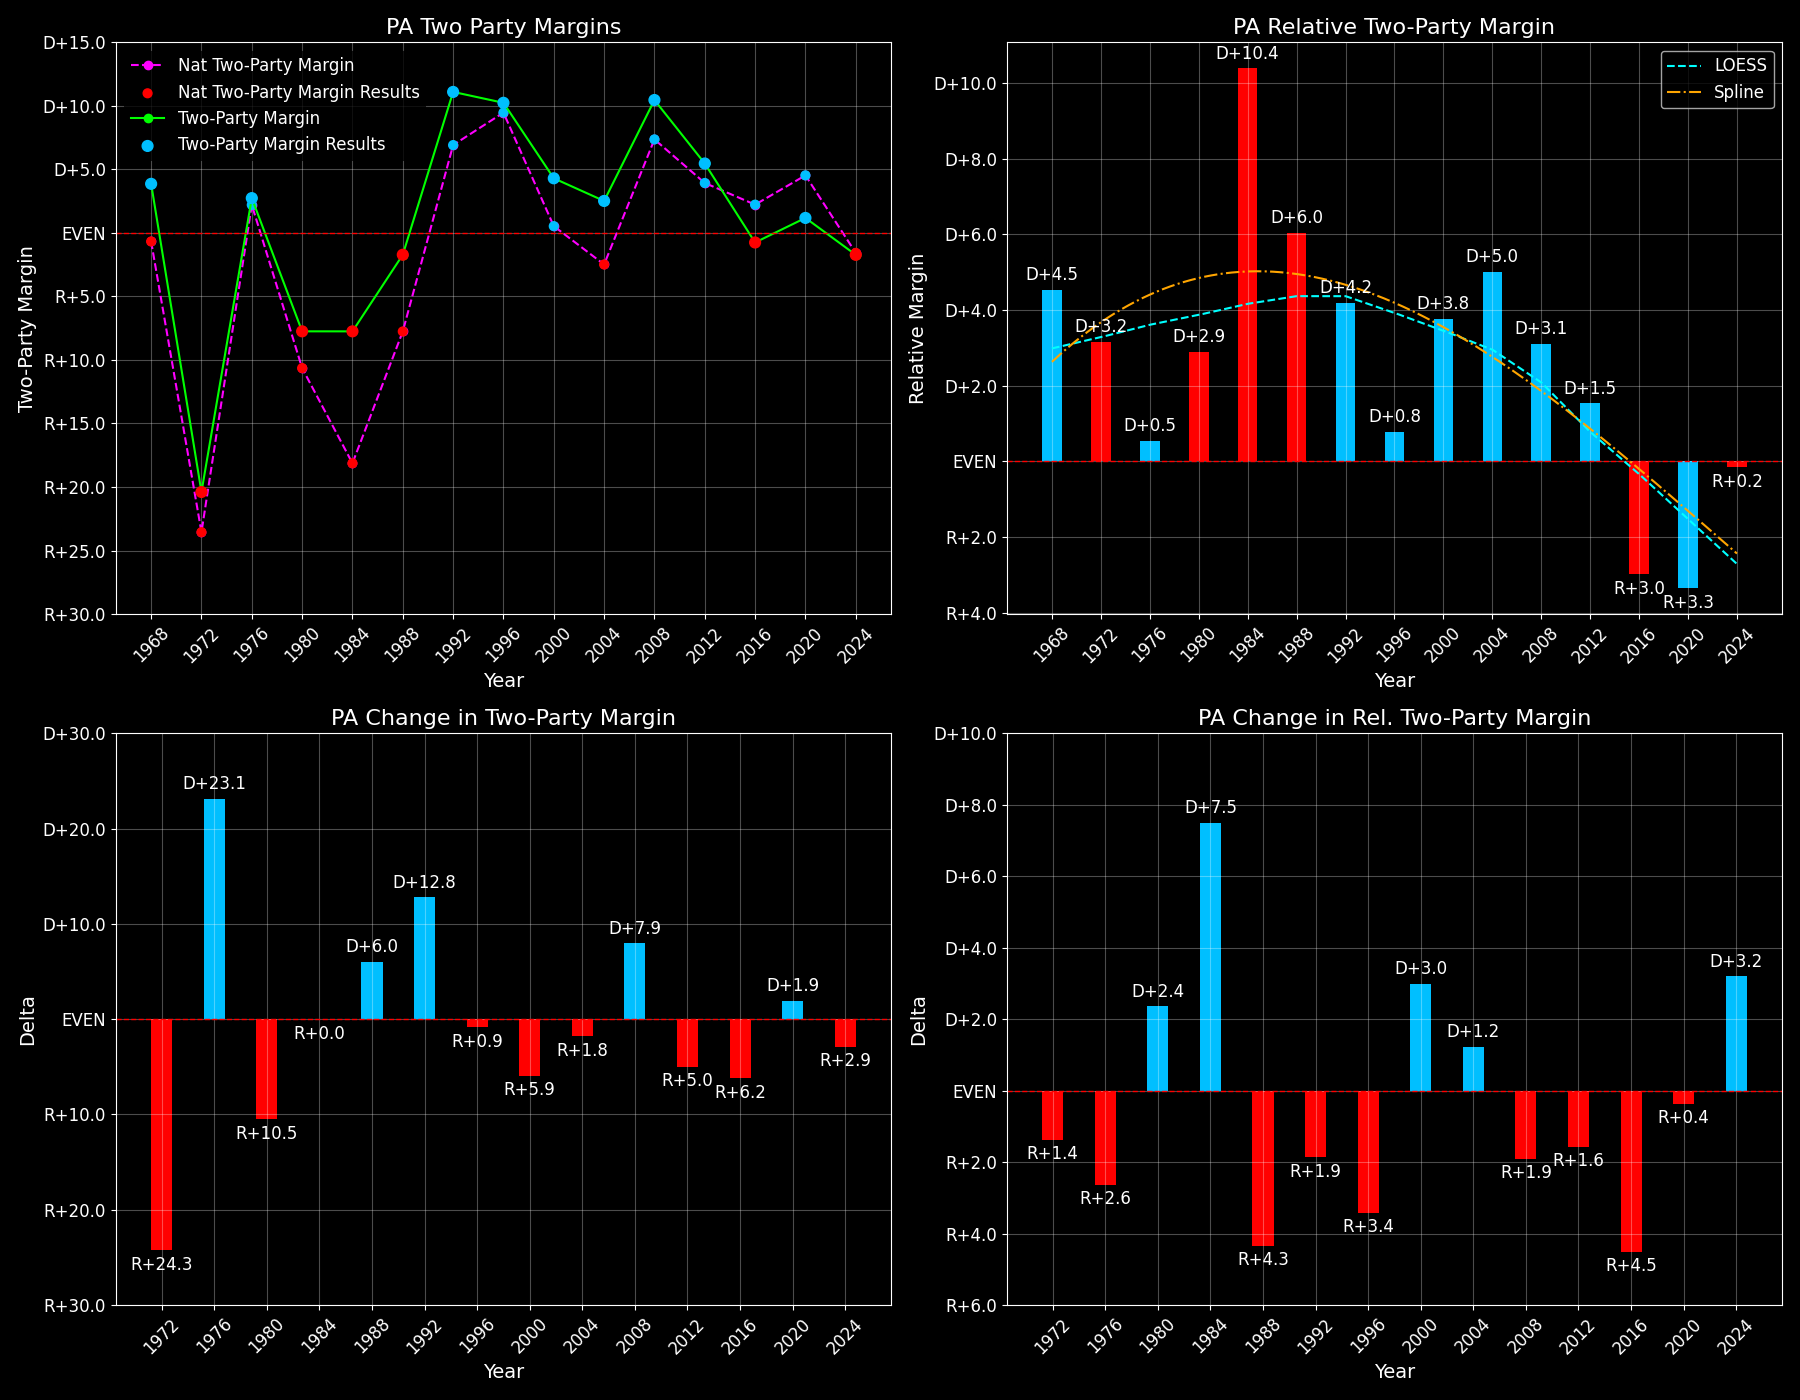 PA Two Party Margins
D+15.0
D+10.0
D+5.0
EVEN
R+5.0
R+10.0
R+15.0
R+20.0
R+25.0
R+30.0
Two-Party Margin
Nat Two-Party Margin
Nat Two-Party Margin Results
Two-Party Margin
Two-Party Margin Results
1968
1972
1976
1980
1984
1988
1992
1996
2000
2004
2008
2012
2016
2020
2024
Year
PA Relative Two-Party Margin
D+10.0
D+8.0
D+6.0
D+4.0
D+2.0
EVEN
R+2.0
R+4.0
Relative Margin
LOESS
Spline
D+4.5
D+3.2
D+0.5
D+2.9
D+10.4
D+6.0
D+4.2
D+0.8
D+3.8
D+5.0
D+3.1
D+1.5
R+3.0
R+3.3
R+0.2
1968
1972
1976
1980
1984
1988
1992
1996
2000
2004
2008
2012
2016
2020
2024
Year
PA Change in Two-Party Margin
D+30.0
D+20.0
D+10.0
EVEN
R+10.0
R+20.0
R+30.0
Delta
R+24.3
D+23.1
R+10.5
R+0.0
D+6.0
D+12.8
R+0.9
R+5.9
R+1.8
D+7.9
R+5.0
R+6.2
D+1.9
R+2.9
1972
1976
1980
1984
1988
1992
1996
2000
2004
2008
2012
2016
2020
2024
Year
PA Change in Rel. Two-Party Margin
D+10.0
D+8.0
D+6.0
D+4.0
D+2.0
EVEN
R+2.0
R+4.0
R+6.0
Delta
R+1.4
R+2.6
D+2.4
D+7.5
R+4.3
R+1.9
R+3.4
D+3.0
D+1.2
R+1.9
R+1.6
R+4.5
R+0.4
D+3.2
1972
1976
1980
1984
1988
1992
1996
2000
2004
2008
2012
2016
2020
2024
Year